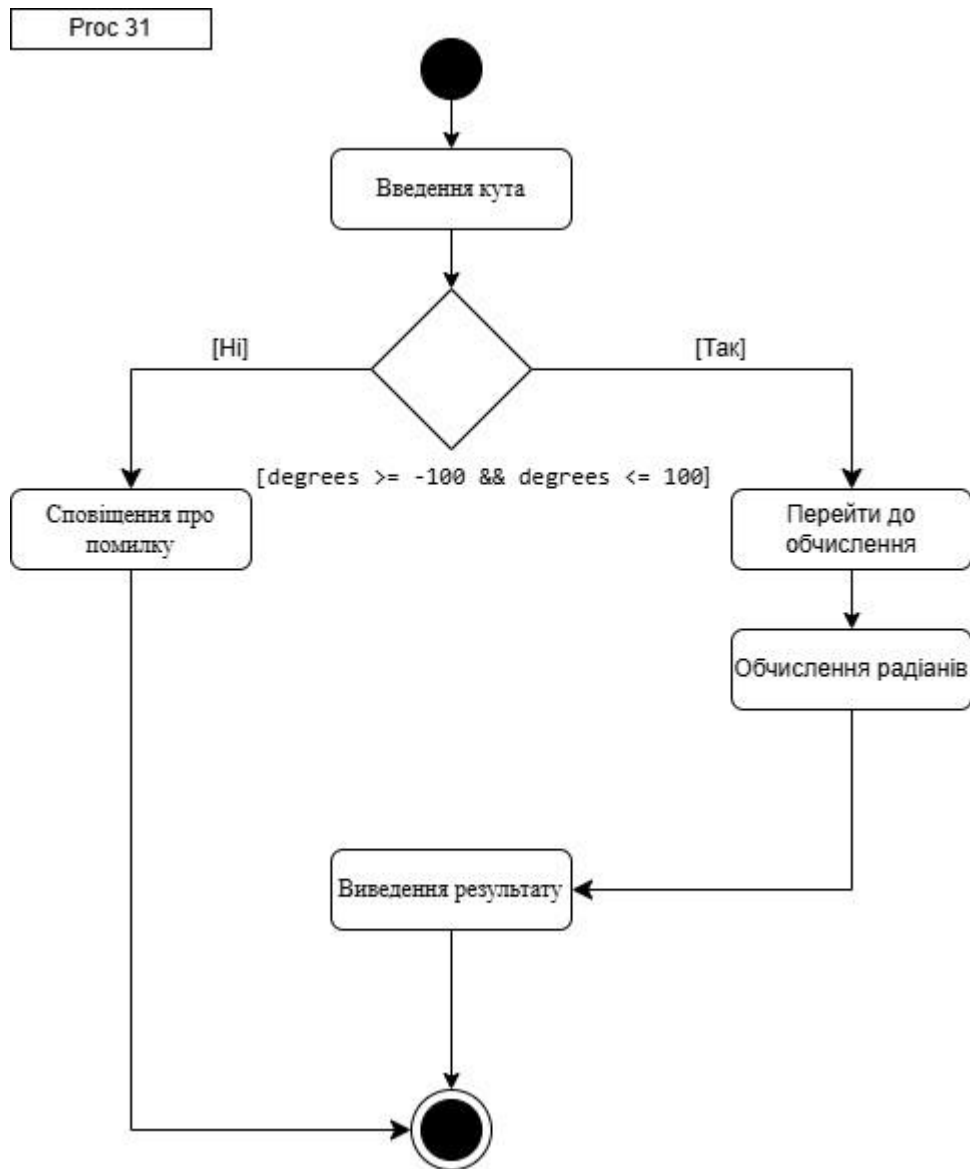 Proc 31
Введення кута
[Ні]
[Так]
[degrees >= -100 && degrees <= 100]
Сповіщення про
помилку
Перейти до
обчислення
Обчислення радіанів
Виведення результату